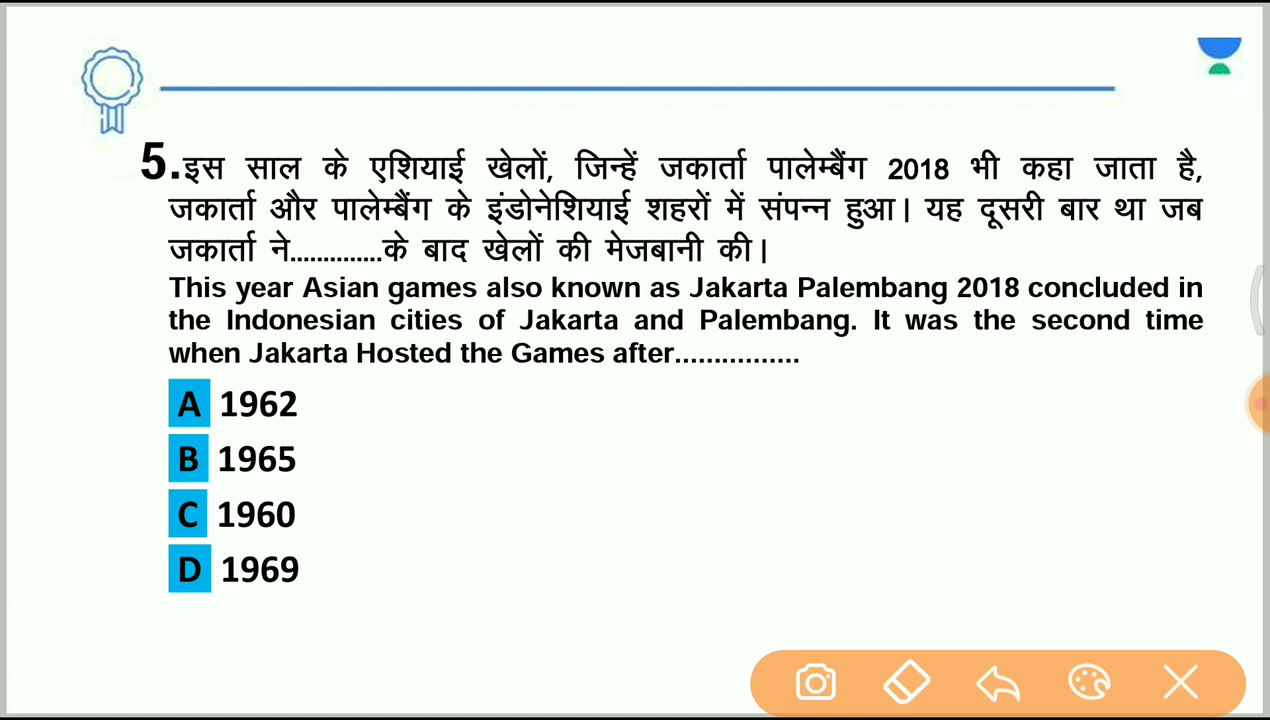 5.इस साल के एशियाई खेलों, जिन्हें जकार्ता पालेम्बैंग 2018 भी कहा जाता है,
जकार्ता और पालेम्बैंग के इंडोनेशियाई शहरों में संपन्न हुआ। यह दूसरी बार था जब
जकार्ता ने..............के बाद खेलों की मेजबानी की।
This year Asian games also known as Jakarta Palembang 2018 concluded in
the Indonesian cities of Jakarta and Palembang. It was the second time
when Jakarta Hosted the Games after................
A 1962
B 1965
C 1960
D 1969